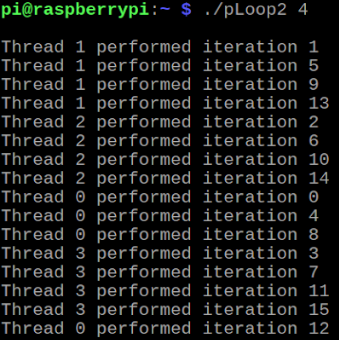 pi@raspberrypi:~ $ ./pLoop2 4
Thread 1 performed iteration 1
Thread 1 performed iteration 5
Thread 1 performed iteration 9
Thread 1 performed iteration 13
Thread 2 performed iteration 2
Thread 2 performed iteration 6
Thread 2 performed iteration 10
Thread 2 performed iteration 14
Thread 0 performed iteration 0
Thread 0 performed iteration 4
Thread 0 performed iteration 8
Thread 3 performed iteration 3
Thread 3 performed iteration 7
Thread 3 performed iteration 11
Thread 3 performed iteration 15
Thread 0 performed iteration 12